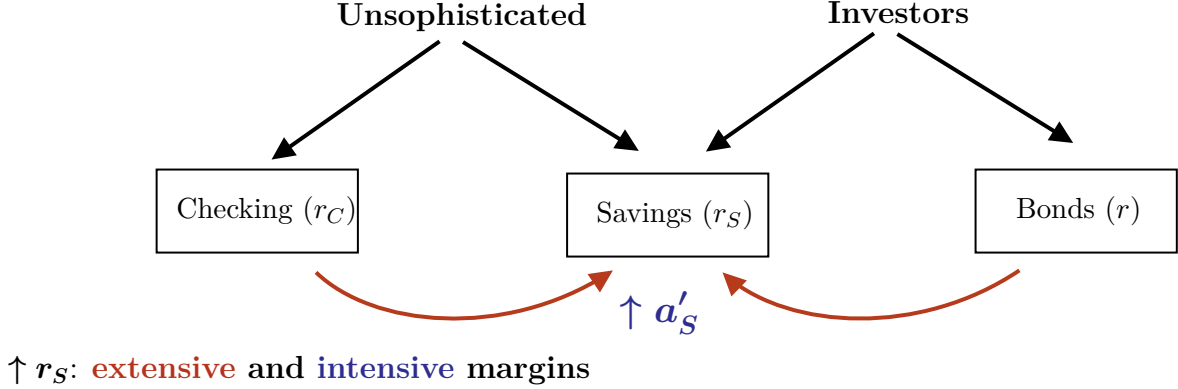 Unsophisticated Investors
Checking (r_C) Savings (r_S) Bonds (r)
↑ a′_S
↑ r_S: extensive and intensive margins